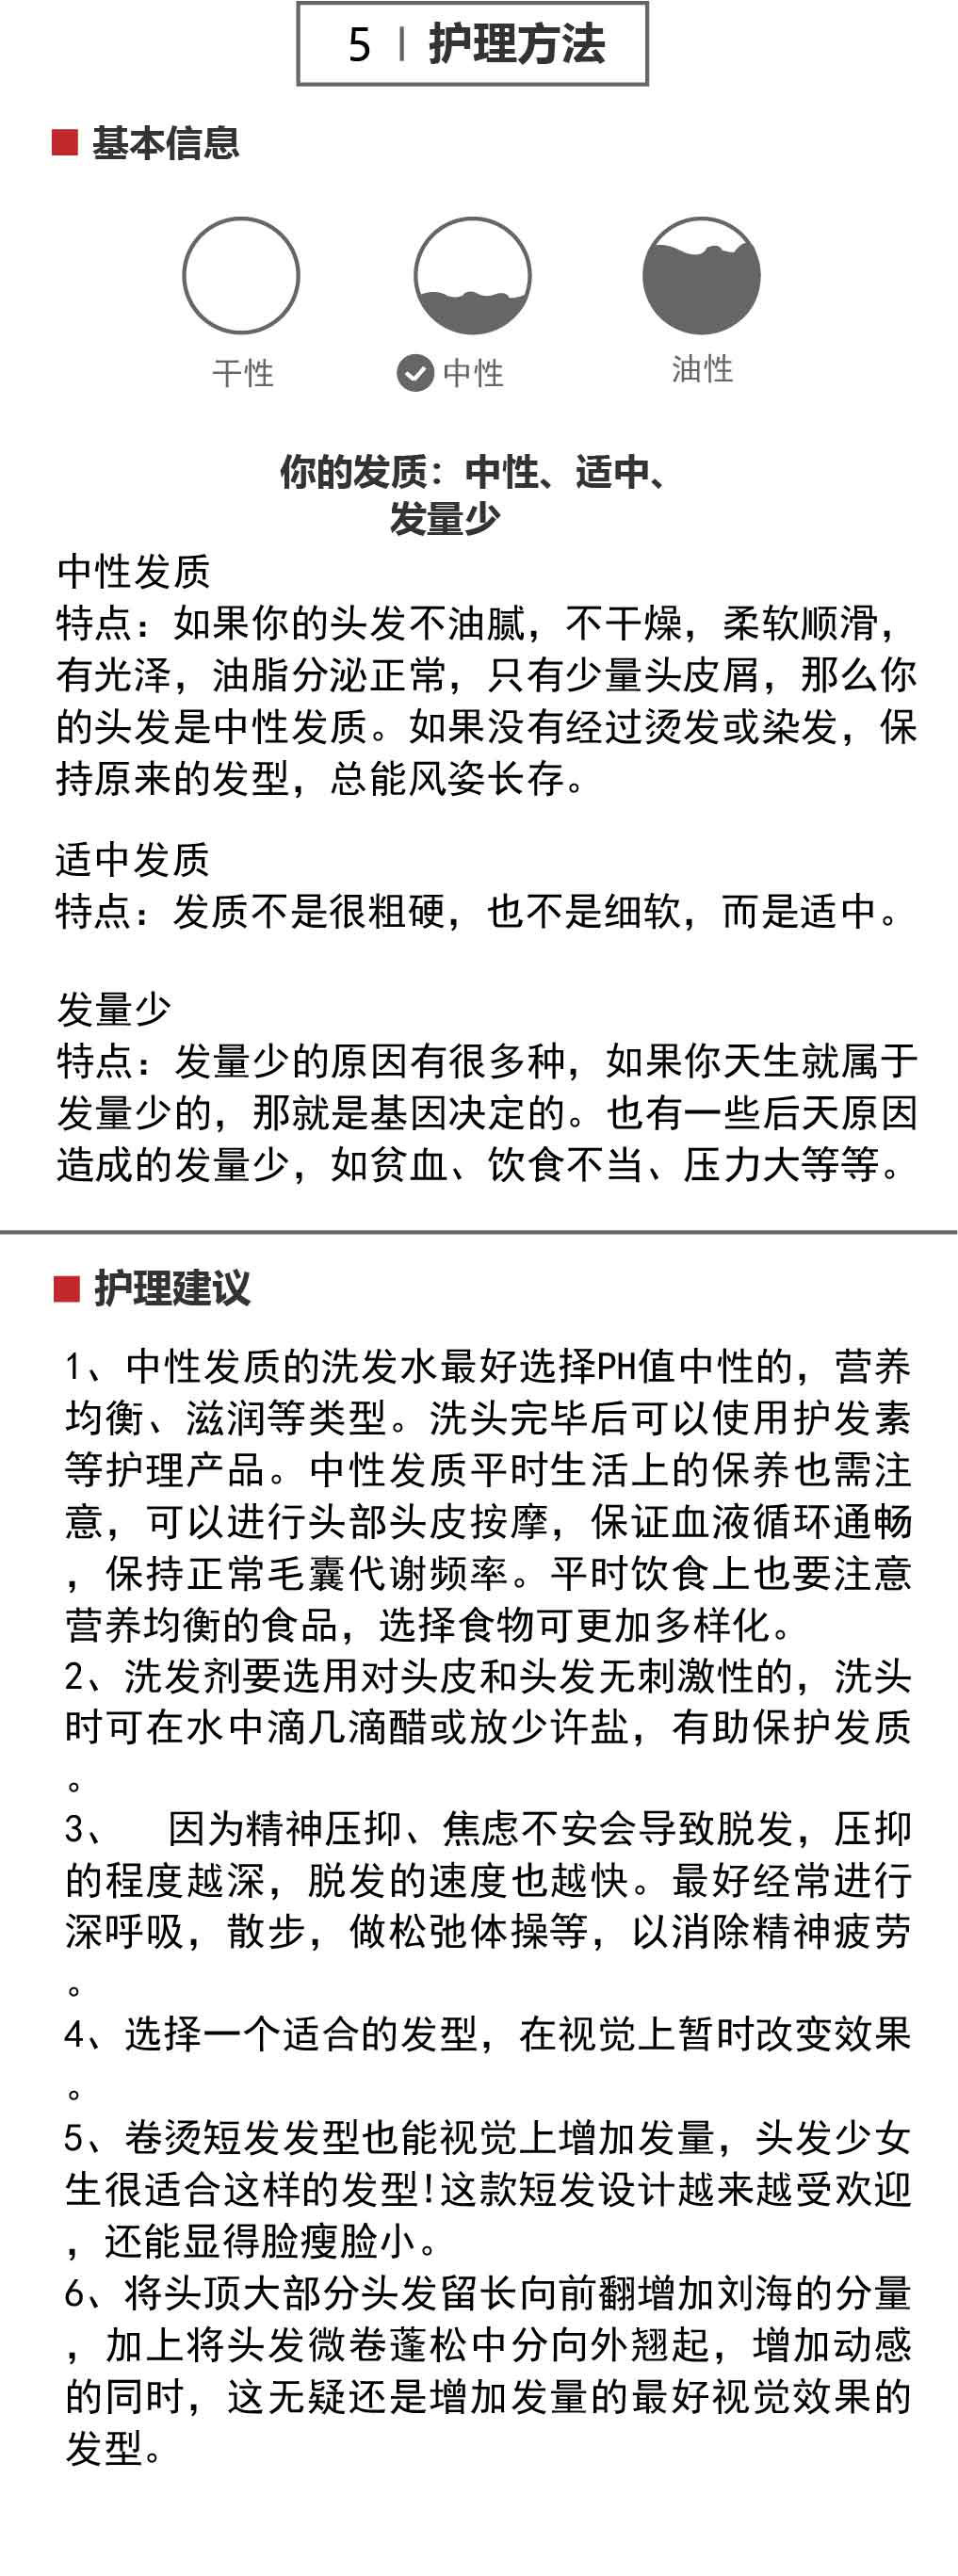 5 | 护理方法
基本信息
干性
中性
油性
你的发质：中性、适中、
发量少
中性发质
特点：如果你的头发不油腻，不干燥，柔软顺滑，
有光泽，油脂分泌正常，只有少量头皮屑，那么你
的头发是中性发质。如果没有经过烫发或染发，保
持原来的发型，总能风姿长存。
适中发质
特点：发质不是很粗硬，也不是细软，而是适中。
发量少
特点：发量少的原因有很多种，如果你天生就属于
发量少的，那就是基因决定的。也有一些后天原因
造成的发量少，如贫血、饮食不当、压力大等等。
护理建议
1、中性发质的洗发水最好选择PH值中性的，营养
均衡、滋润等类型。洗头完毕后可以使用护发素
等护理产品。中性发质平时生活上的保养也需注
意，可以进行头部头皮按摩，保证血液循环通畅
，保持正常毛囊代谢频率。平时饮食上也要注意
营养均衡的食品，选择食物可更加多样化。
2、洗发剂要选用对头皮和头发无刺激性的，洗头
时可在水中滴几滴醋或放少许盐，有助保护发质
。
3、 因为精神压抑、焦虑不安会导致脱发，压抑
的程度越深，脱发的速度也越快。最好经常进行
深呼吸，散步，做松弛体操等，以消除精神疲劳
。
4、选择一个适合的发型，在视觉上暂时改变效果
。
5、卷烫短发发型也能视觉上增加发量，头发少女
生很适合这样的发型!这款短发设计越来越受欢迎
，还能显得脸瘦脸小。
6、将头顶大部分头发留长向前翻增加刘海的分量
，加上将头发微卷蓬松中分向外翘起，增加动感
的同时，这无疑还是增加发量的最好视觉效果的
发型。